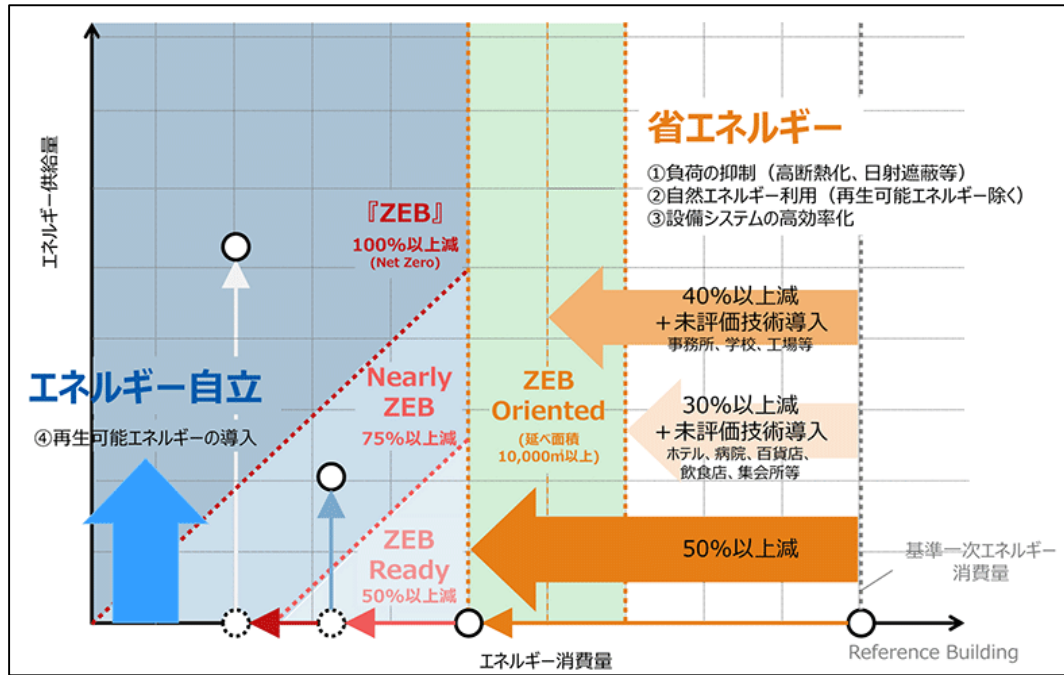 エネルギー供給量
省エネルギー
①負荷の抑制（高断熱化、日射遮蔽等）
②自然エネルギー利用（再生可能エネルギー除く）
③設備システムの高効率化
『ZEB』
100%以上減
(Net Zero)
40%以上減
＋未評価技術導入
事務所、学校、工場等
エネルギー自立
④再生可能エネルギーの導入
Nearly
ZEB
75%以上減
ZEB
Oriented
(延べ面積
10,000㎡以上)
30%以上減
＋未評価技術導入
ホテル、病院、百貨店、
飲食店、集会所等
ZEB
Ready
50%以上減
50%以上減
基準一次エネルギー
消費量
エネルギー消費量
Reference Building